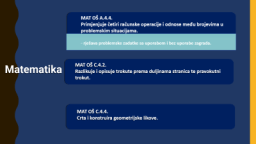 MAT OŠ A.4.4.
Primjenjuje četiri računske operacije i odnose među brojevima u
problemskim situacijama.
rješava problemske zadatke sa zagradama i bez uporabe zagrada.
Matematika
MAT OŠ C.4.2.
Razlikuje i opisuje trokute prema duljinama stranica te pravokutni
trokut.
MAT OŠ C.4.4.
Crta i konstruira geometrijske likove.